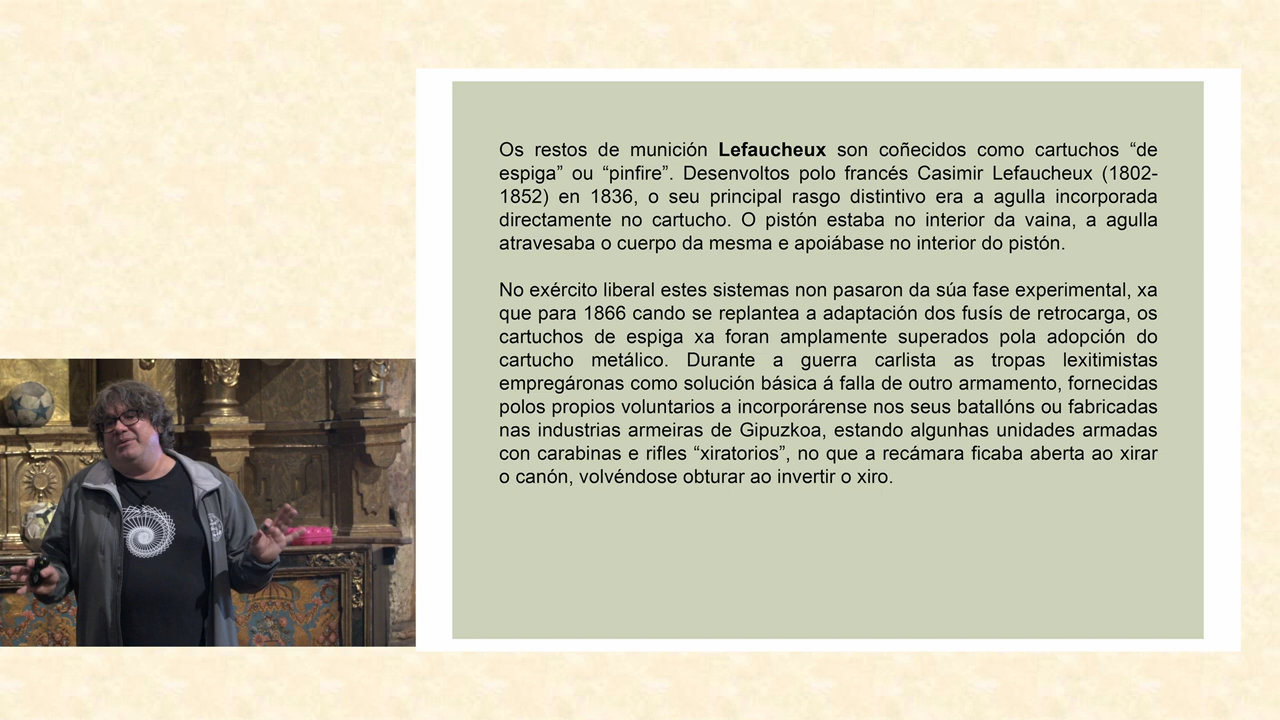 Os restos de munición Lefaucheux son coñecidos como cartuchos “de
espiga” ou “pinfire”. Desenvoltos polo francés Casimir Lefaucheux (1802-
1852) en 1836, o seu principal rasgo distintivo era a agulla incorporada
directamente no cartucho. O pistón estaba no interior da vaina, a agulla
atravesaba o cuerpo da mesma e apoiábase no interior do pistón.
No exército liberal estes sistemas non pasaron da súa fase experimental, xa
que para 1866 cando se replantea a adaptación dos fusís de retrocarga, os
cartuchos de espiga xa foran amplamente superados pola adopción do
cartucho metálico. Durante a guerra carlista as tropas lexitimistas
empregáronas como solución básica á falla de outro armamento, fornecidas
polos propios voluntarios a incorporárense nos seus batallóns ou fabricadas
nas industrias armeiras de Gipuzkoa, estando algunhas unidades armadas
con carabinas e rifles “xiratorios”, no que a recámara ficaba aberta ao xirar
o canón, volvéndose obturar ao invertir o xiro.